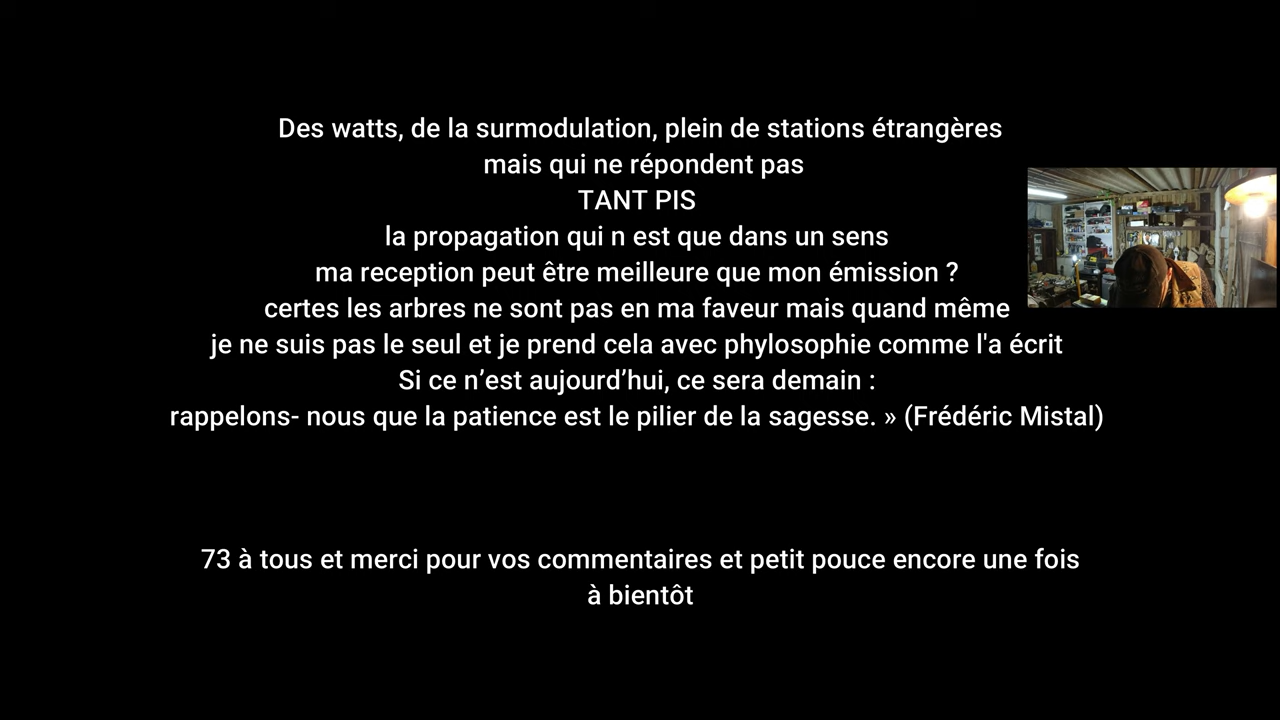 Des watts, de la surmodulation, plein de stations étrangères
mais qui ne répondent pas
TANT PIS
la propagation qui n est que dans un sens
ma reception peut être meilleure que mon émission ?
certes les arbres ne sont pas en ma faveur mais quand même
je ne suis pas le seul et je prend cela avec phylosophie comme l'a écrit
Si ce n’est aujourd’hui, ce sera demain :
rappelons- nous que la patience est le pilier de la sagesse. » (Frédéric Mistal)
73 à tous et merci pour vos commentaires et petit pouce encore une fois
à bientôt